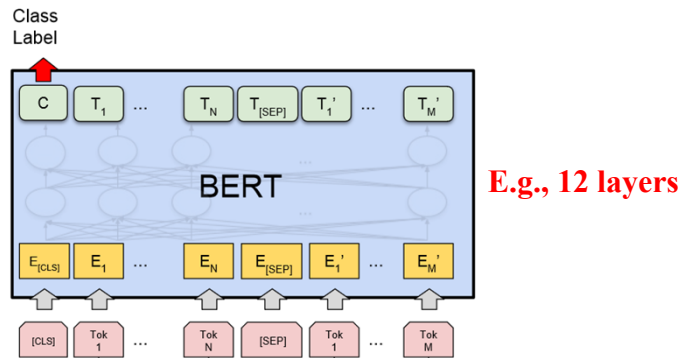 Class
Label
C T1 ... TN T[SEP] T1' ... TM'
...
BERT
E.g., 12 layers
...
E[CLS] E1 ... EN E[SEP] E1' ... EM'
[CLS] Tok 1 ... Tok N [SEP] Tok 1 ... Tok M